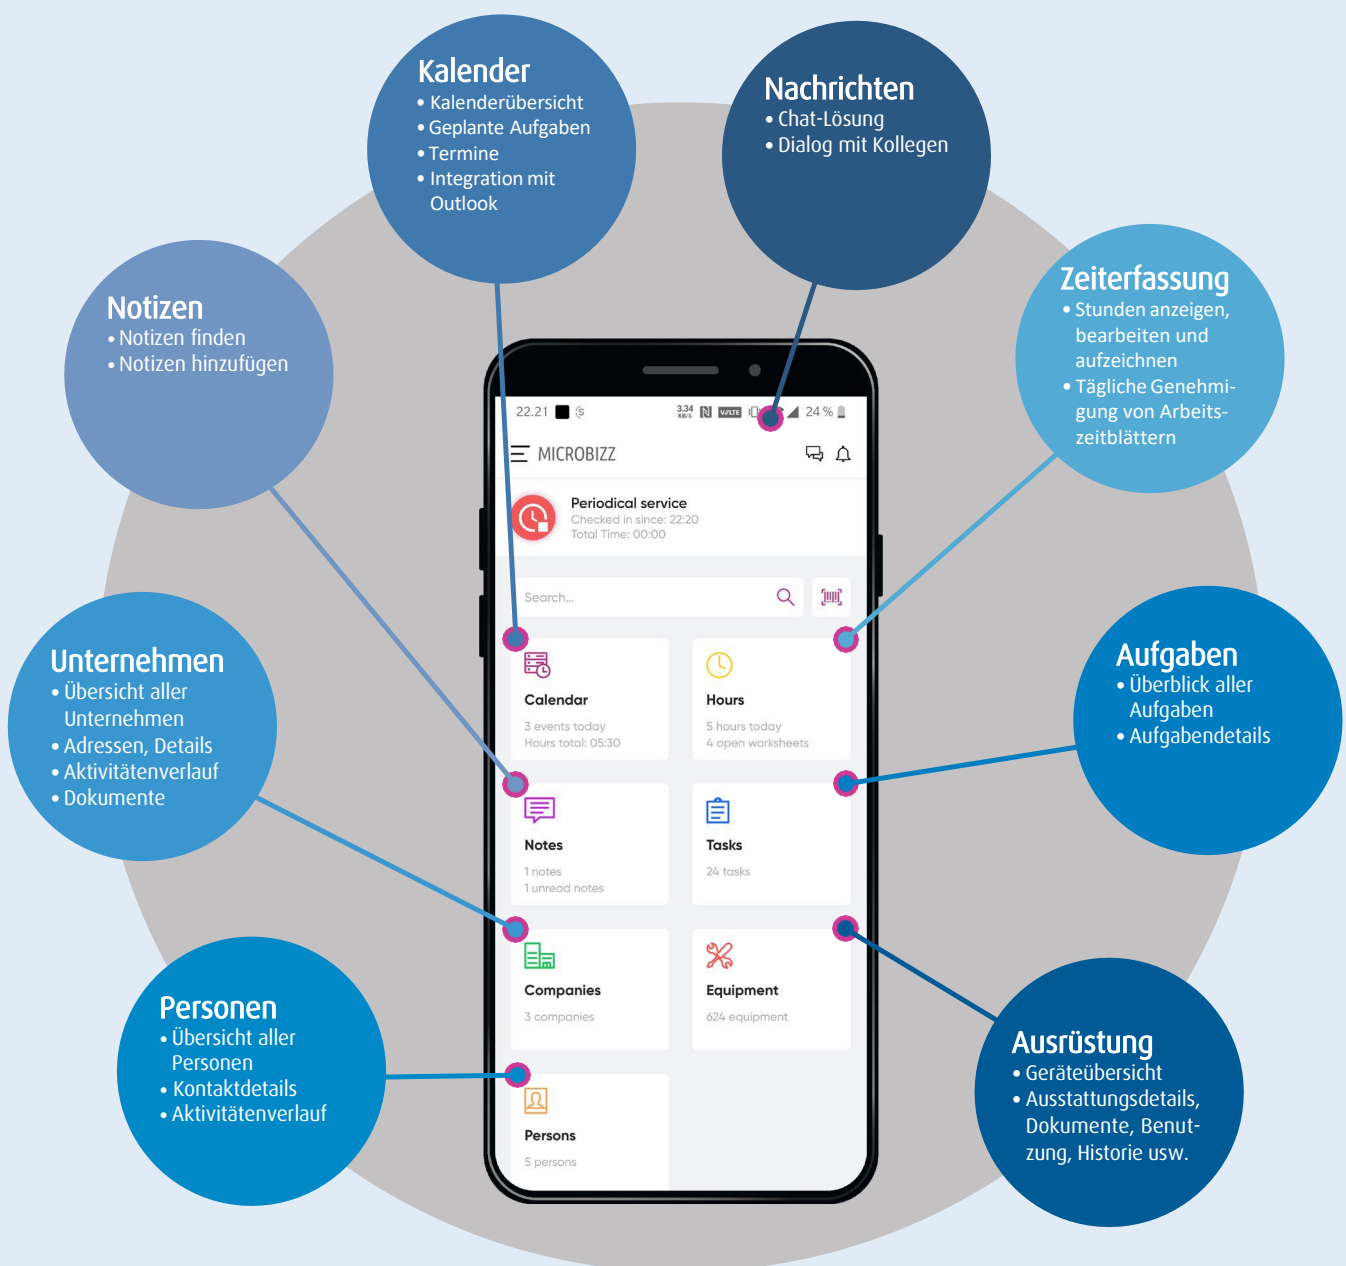 Kalender
• Kalenderübersicht
• Geplante Aufgaben
• Termine
• Integration mit
Outlook
Nachrichten
• Chat-Lösung
• Dialog mit Kollegen
Notizen
• Notizen finden
• Notizen hinzufügen
Zeiterfassung
• Stunden anzeigen,
bearbeiten und
aufzeichnen
• Tägliche Genehmi-
gung von Arbeits-
zeitblättern
Unternehmen
• Übersicht aller
Unternehmen
• Adressen, Details
• Aktivitätenverlauf
• Dokumente
Aufgaben
• Überblick aller
Aufgaben
• Aufgabendetails
Personen
• Übersicht aller
Personen
• Kontaktdetails
• Aktivitätenverlauf
Ausrüstung
• Geräteübersicht
• Ausstattungsdetails,
Dokumente, Benut-
zung, Historie usw.
22.21 3.34 KB/S VoLTE 24 %
MICROBIZZ
Periodical service
Checked in since: 22:20
Total Time: 00:00
Search...
Calendar
3 events today
Hours total: 05:30
Hours
5 hours today
4 open worksheets
Notes
1 notes
1 unread notes
Tasks
24 tasks
Companies
3 companies
Equipment
624 equipment
Persons
5 persons